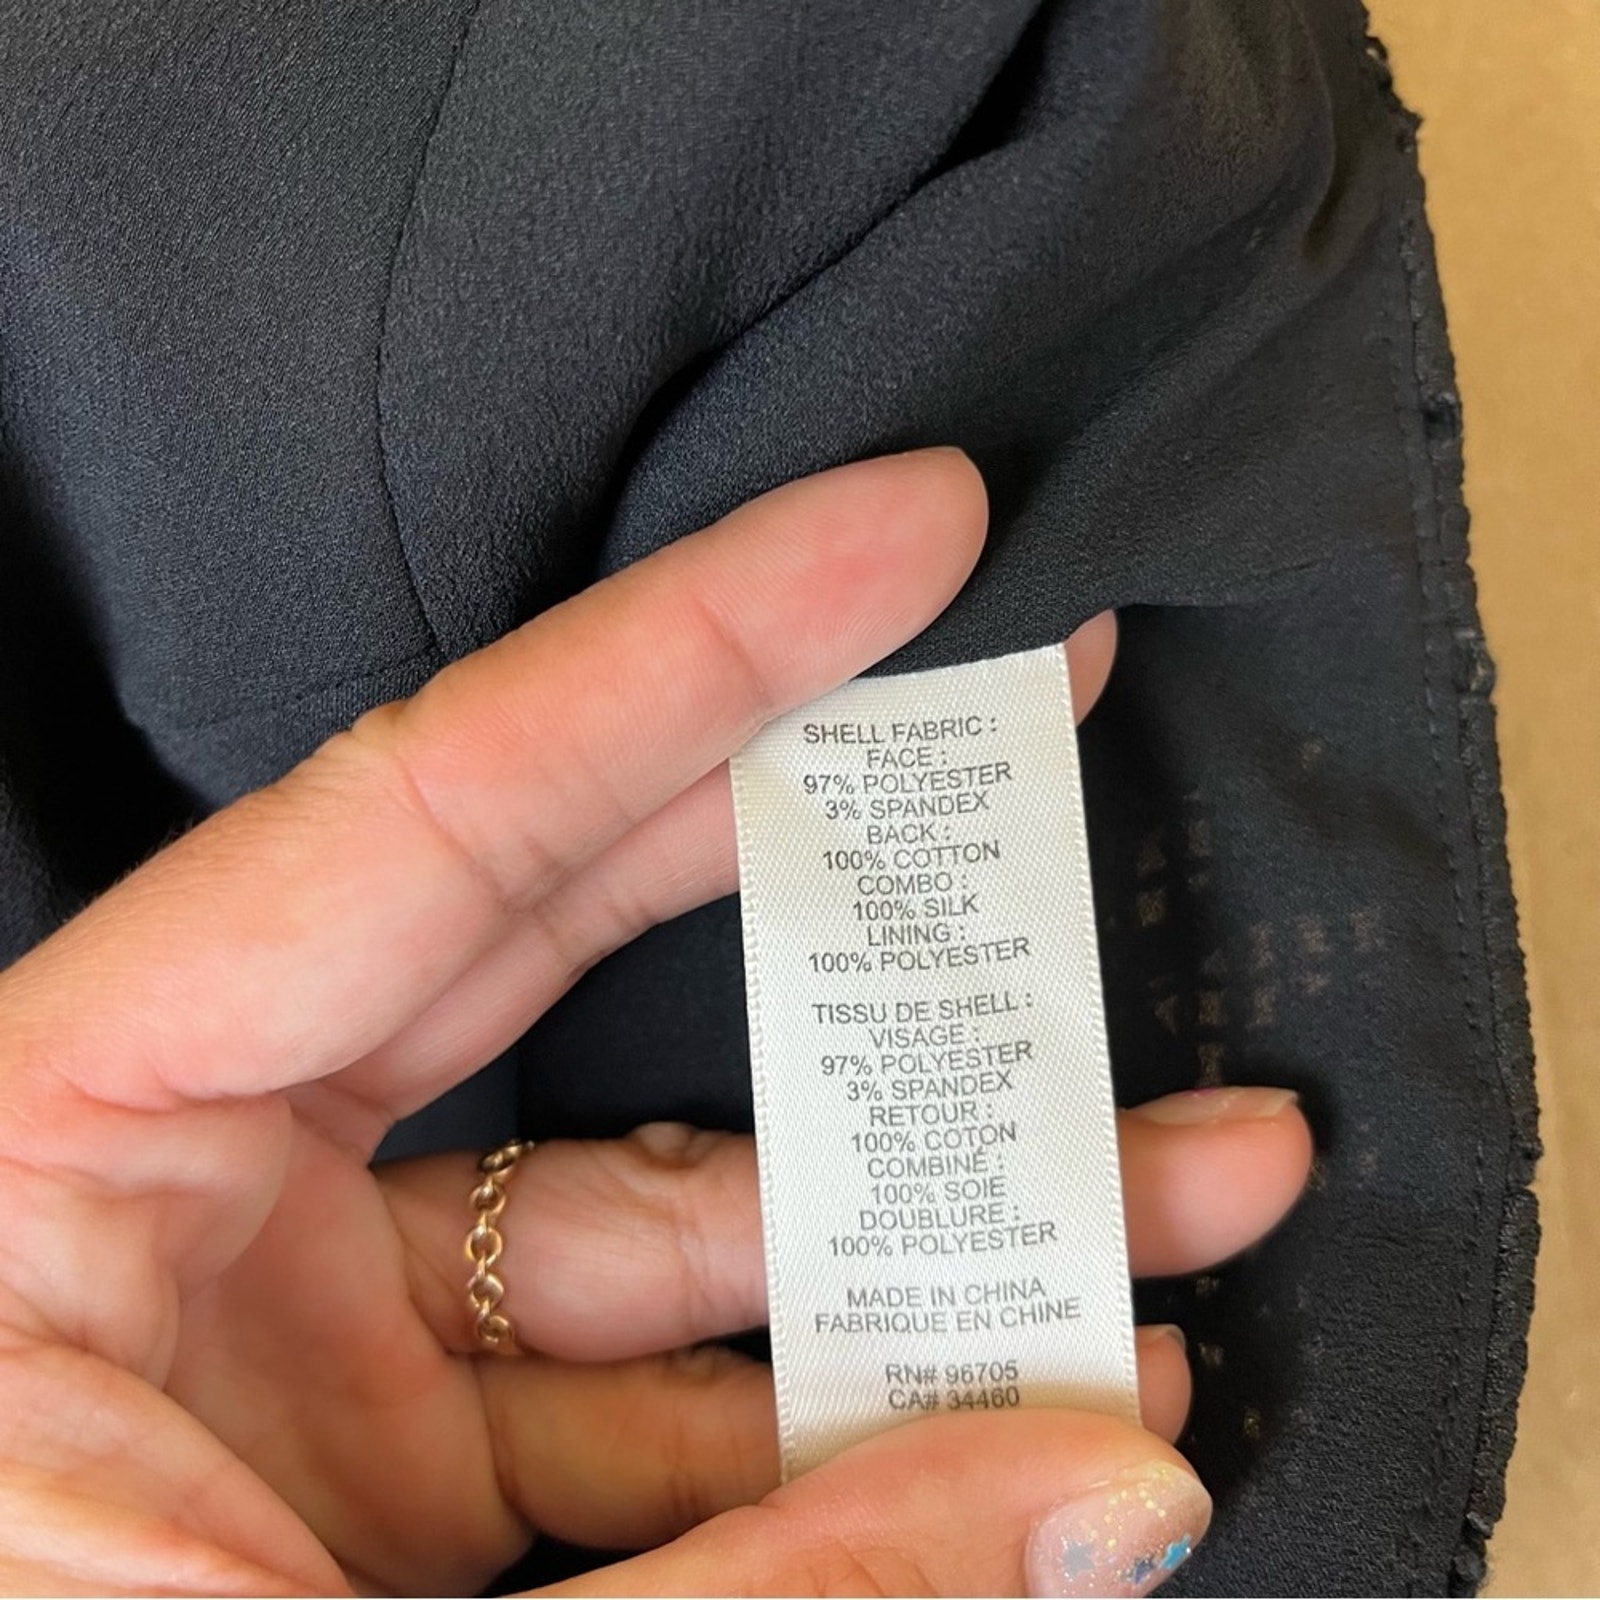 SHELL FABRIC :
FACE :
97% POLYESTER
3% SPANDEX
BACK :
100% COTTON
COMBO :
100% SILK
LINING :
100% POLYESTER
TISSU DE SHELL :
VISAGE :
97% POLYESTER
3% SPANDEX
RETOUR :
100% COTON
COMBINÉ :
100% SOIE
DOUBLURE :
100% POLYESTER
MADE IN CHINA
FABRIQUE EN CHINE
RN# 96705
CA# 34460